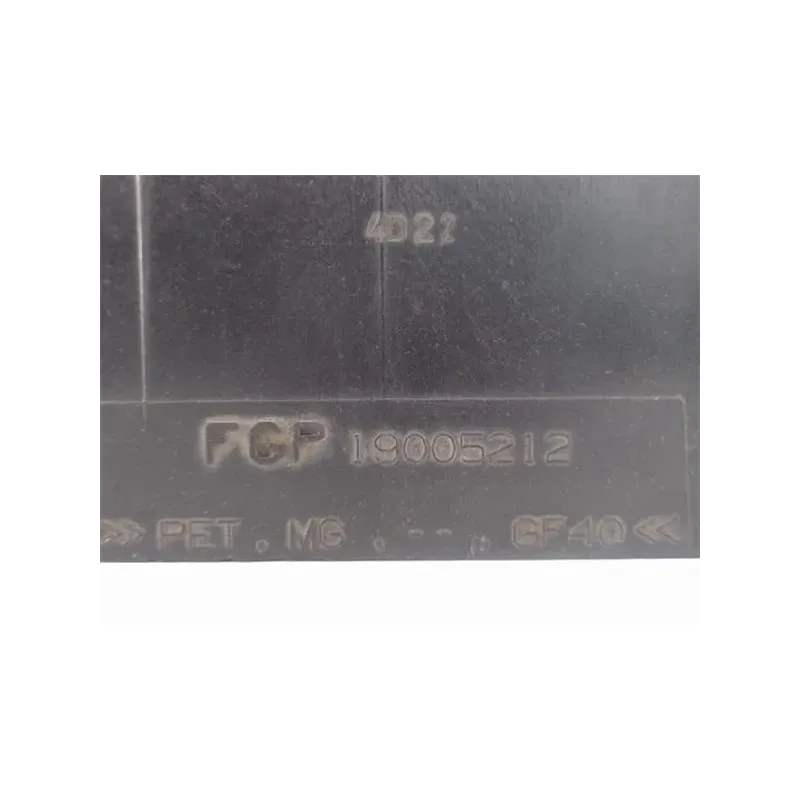 4D22
FCP 19005212
>> PET . MG . -- . GF40 <<